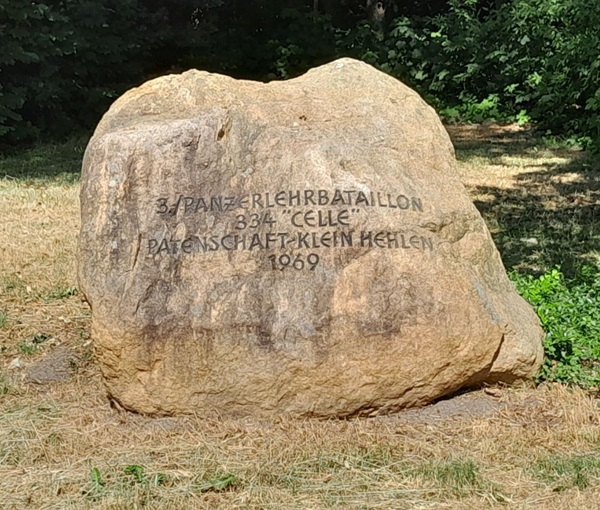 3./PANZERLEHRBATAILLON
334 "CELLE"
PATENSCHAFT-KLEIN HEHLEN
1969